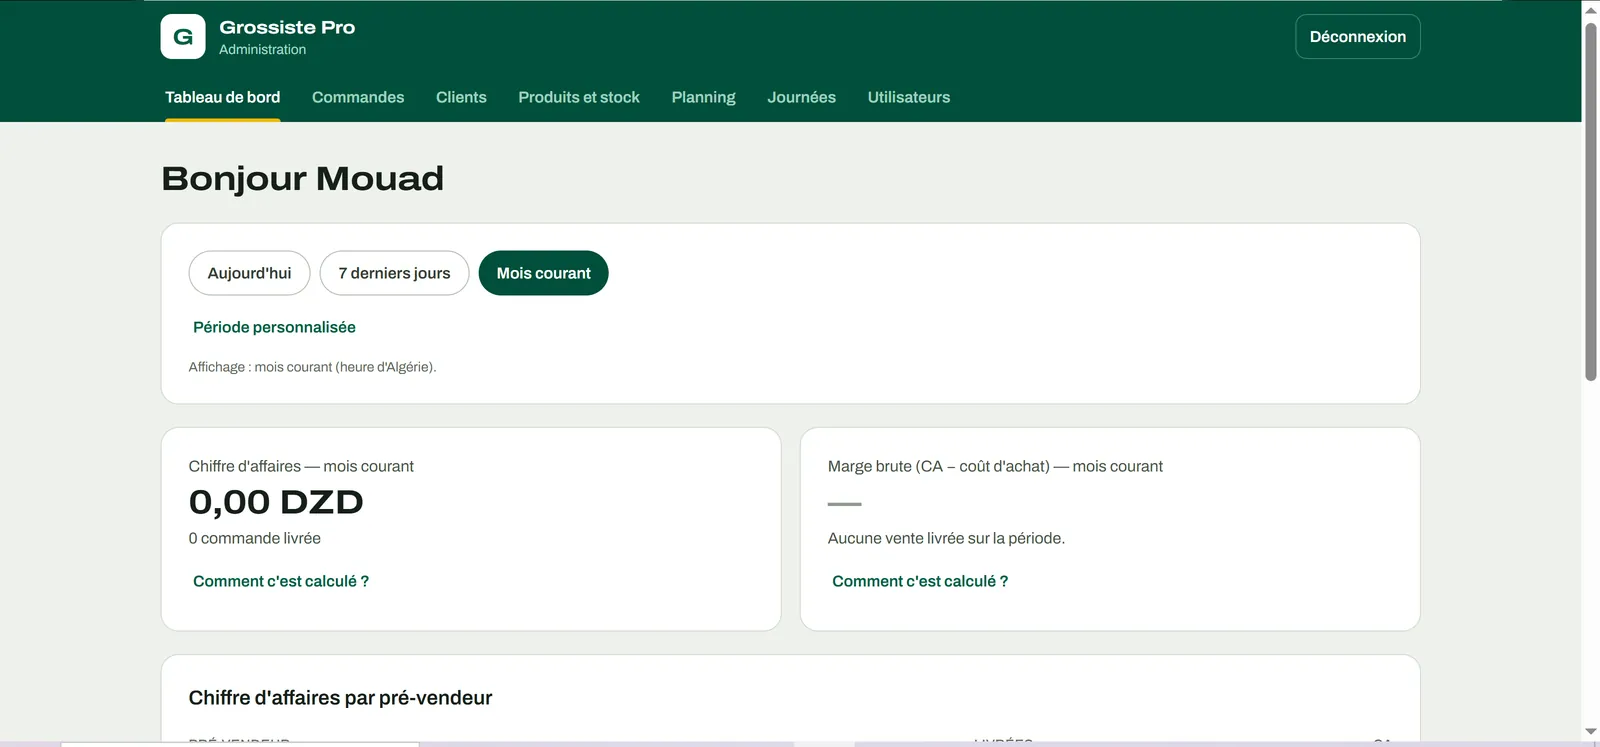 G
Grossiste Pro
Administration
Déconnexion
Tableau de bord Commandes Clients Produits et stock Planning Journées Utilisateurs
Bonjour Mouad
Aujourd'hui 7 derniers jours Mois courant
Période personnalisée
Affichage : mois courant (heure d'Algérie).
Chiffre d'affaires — mois courant
0,00 DZD
0 commande livrée
Comment c'est calculé ?
Marge brute (CA − coût d'achat) — mois courant
—
Aucune vente livrée sur la période.
Comment c'est calculé ?
Chiffre d'affaires par pré-vendeur